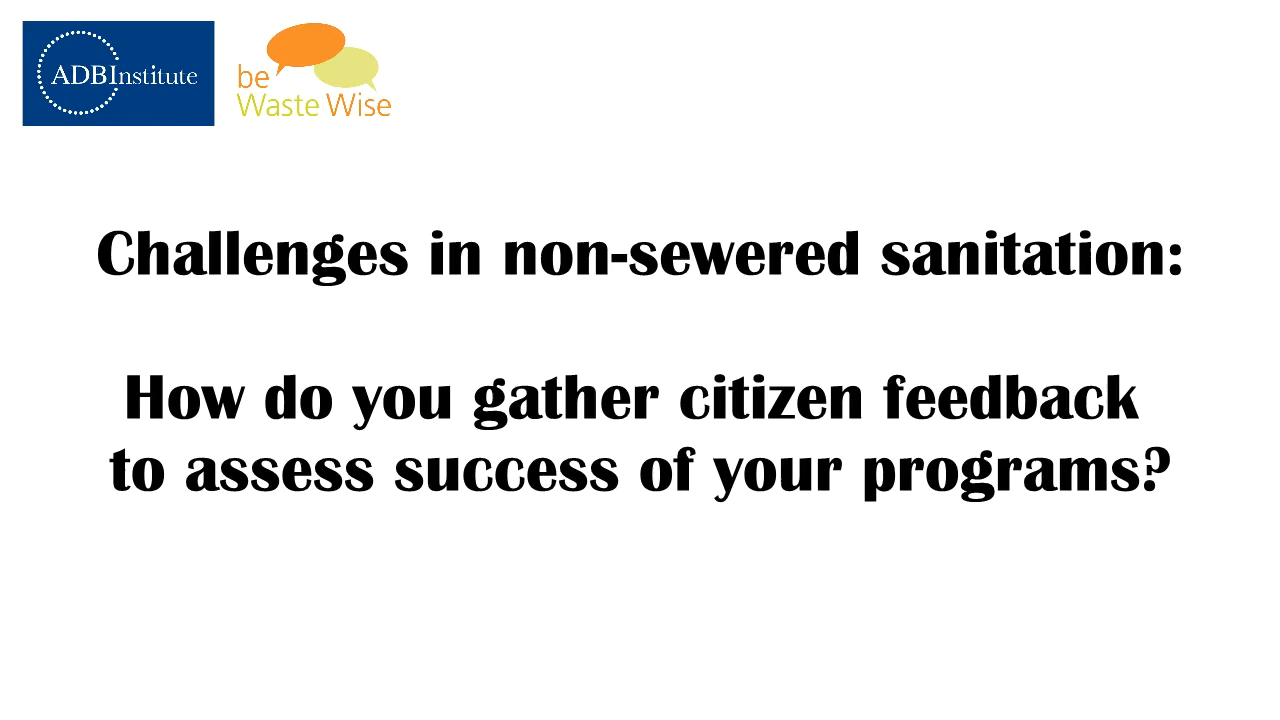 ADBInstitute
be
Waste Wise
Challenges in non-sewered sanitation:
How do you gather citizen feedback
to assess success of your programs?